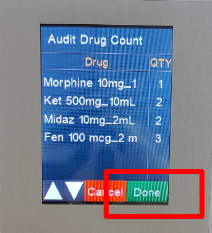 Audit Drug Count
Drug QTY
Morphine 10mg_1 1
Ket 500mg_10mL 2
Midaz 10mg_2mL 2
Fen 100 mcg_2 m 3
Cancel Done